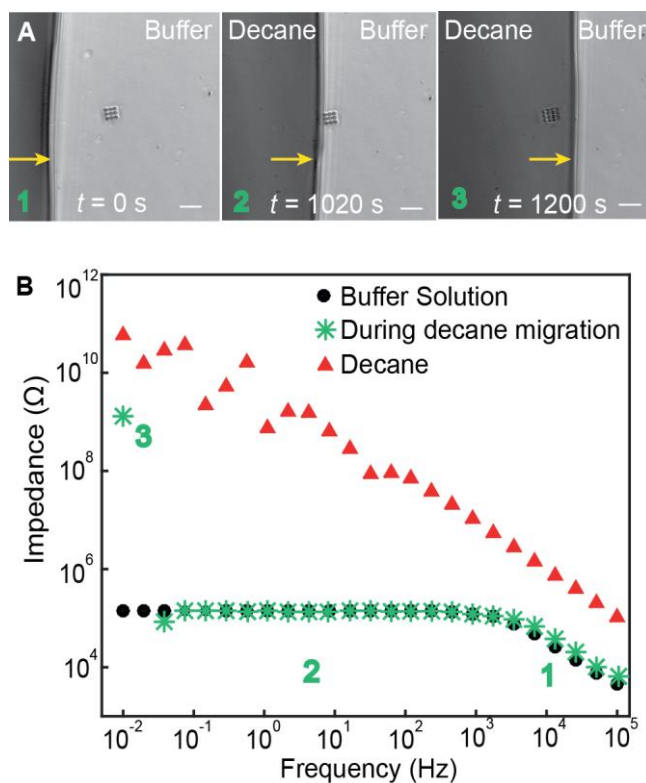 A
Buffer
Decane
Buffer
Decane
Buffer
1
t = 0 s
2
t = 1020 s
3
t = 1200 s
B
10^12
10^10
10^8
10^6
10^4
Impedance (Ω)
Buffer Solution
During decane migration
Decane
3
2
1
10^-2
10^-1
10^0
10^1
10^2
10^3
10^4
10^5
Frequency (Hz)